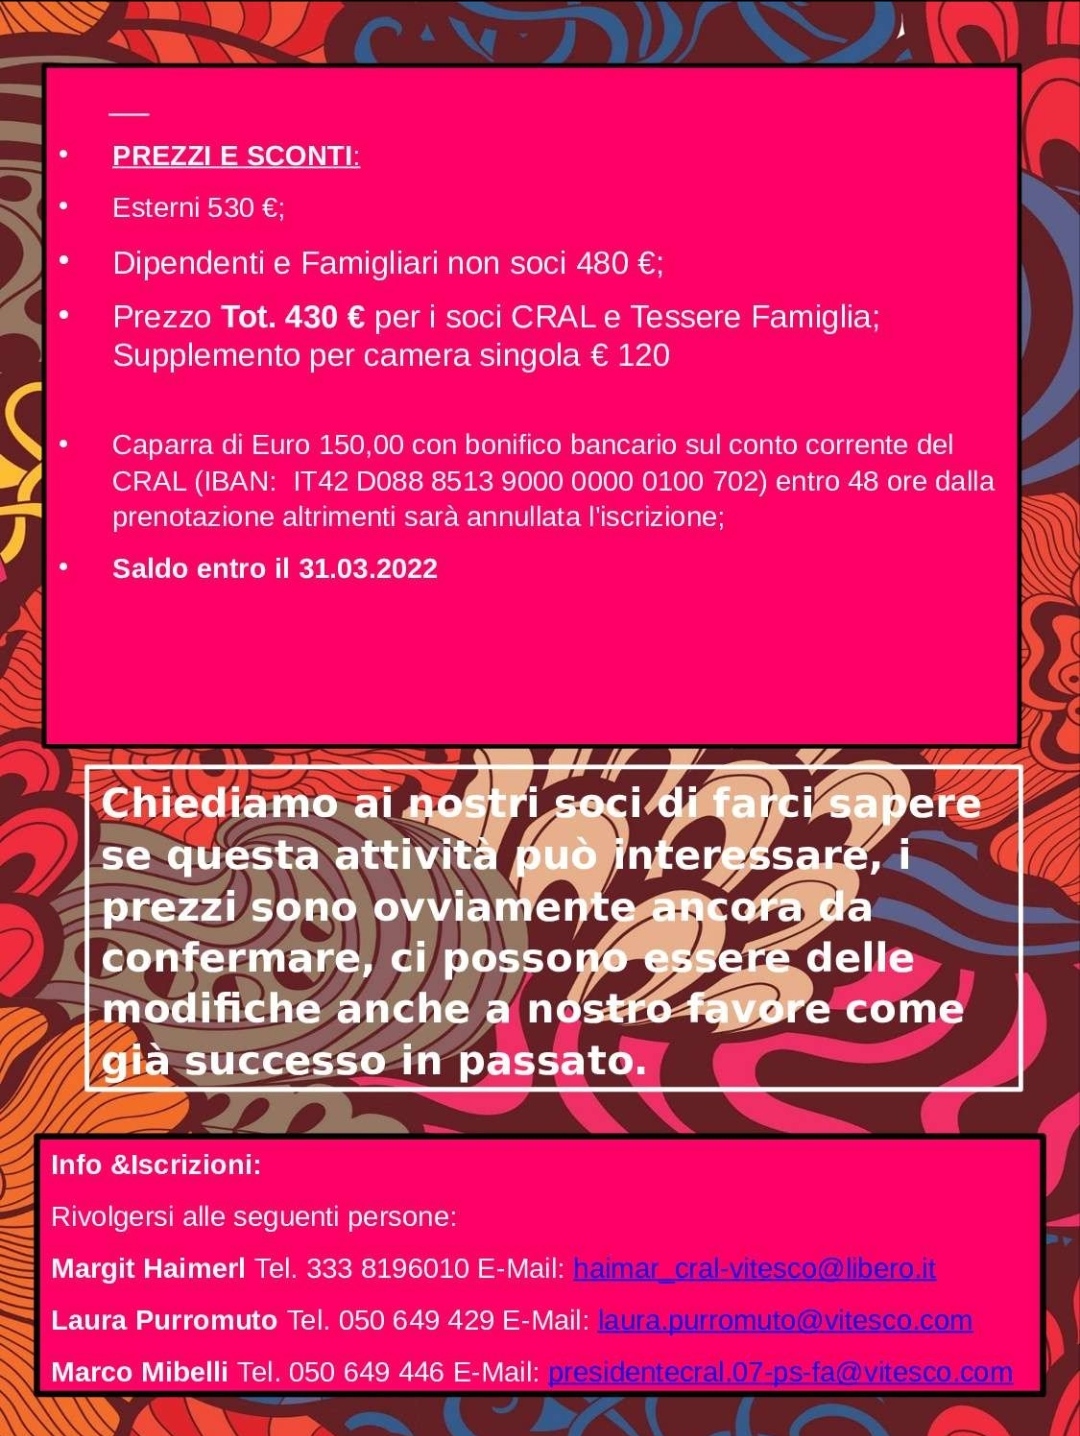 PREZZI E SCONTI:
Esterni 530 €;
Dipendenti e Famigliari non soci 480 €;
Prezzo Tot. 430 € per i soci CRAL e Tessere Famiglia;
Supplemento per camera singola € 120
Caparra di Euro 150,00 con bonifico bancario sul conto corrente del
CRAL (IBAN: IT42 D088 8513 9000 0000 0100 702) entro 48 ore dalla
prenotazione altrimenti sarà annullata l'iscrizione;
Saldo entro il 31.03.2022
Chiediamo ai nostri soci di farci sapere
se questa attività può interessare, i
prezzi sono ovviamente ancora da
confermare, ci possono essere delle
modifiche anche a nostro favore come
già successo in passato.
Info &Iscrizioni:
Rivolgersi alle seguenti persone:
Margit Haimerl Tel. 333 8196010 E-Mail: haimar_cral-vitesco@libero.it
Laura Purromuto Tel. 050 649 429 E-Mail: laura.purromuto@vitesco.com
Marco Mibelli Tel. 050 649 446 E-Mail: presidentecral.07-ps-fa@vitesco.com